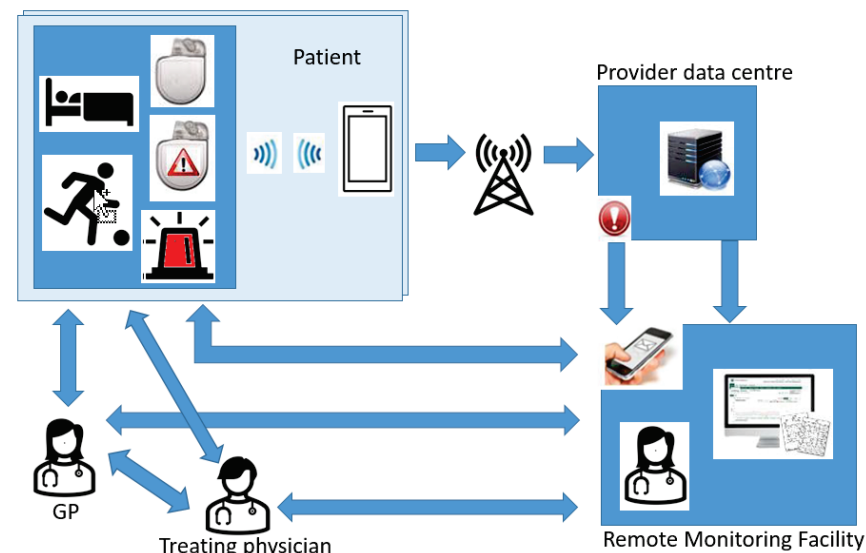 Patient
Provider data centre
GP
Treating physician
Remote Monitoring Facility